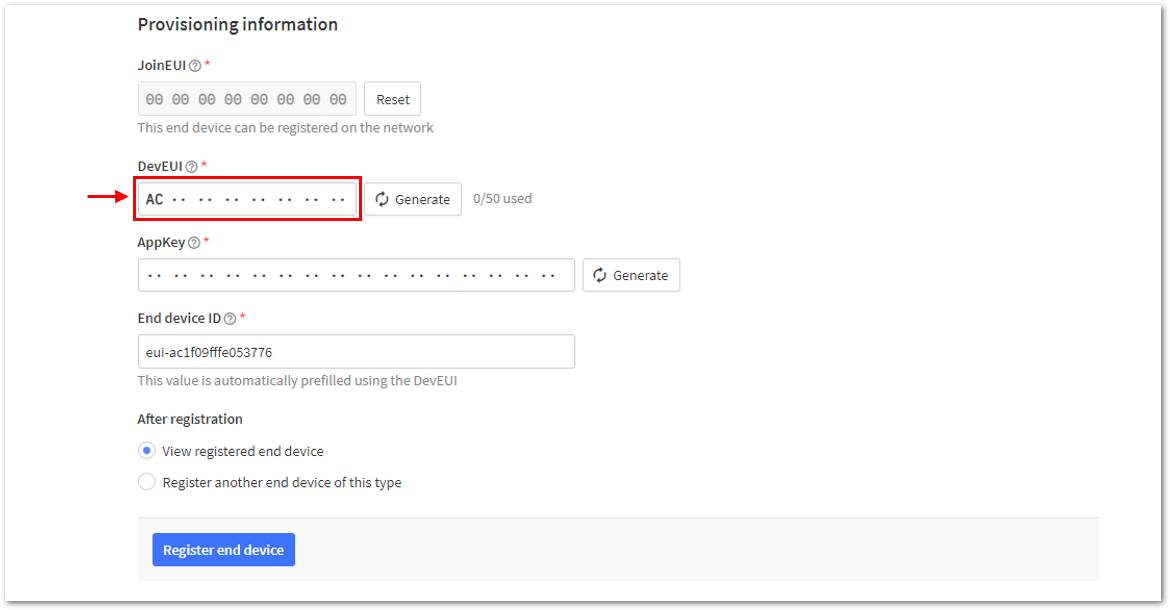 Provisioning information
JoinEUI *
00 00 00 00 00 00 00 00 Reset
This end device can be registered on the network
DevEUI *
AC ·· ·· ·· ·· ·· ·· ·· Generate 0/50 used
AppKey *
·· ·· ·· ·· ·· ·· ·· ·· ·· ·· ·· ·· ·· ·· ·· ·· Generate
End device ID *
eui-ac1f09fffe053776
This value is automatically prefilled using the DevEUI
After registration
View registered end device
Register another end device of this type
Register end device